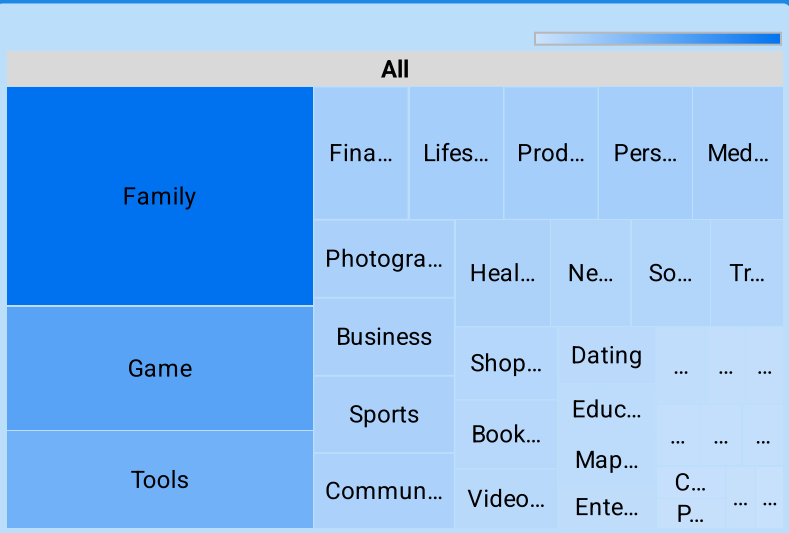 All
Family
Game
Tools
Fina...
Lifes...
Prod...
Pers...
Med...
Photogra...
Business
Sports
Commun...
Heal...
Ne...
So...
Tr...
Shop...
Book...
Video...
Dating
Educ...
Map...
Ente...
...
...
...
...
...
...
C...
P...
...
...